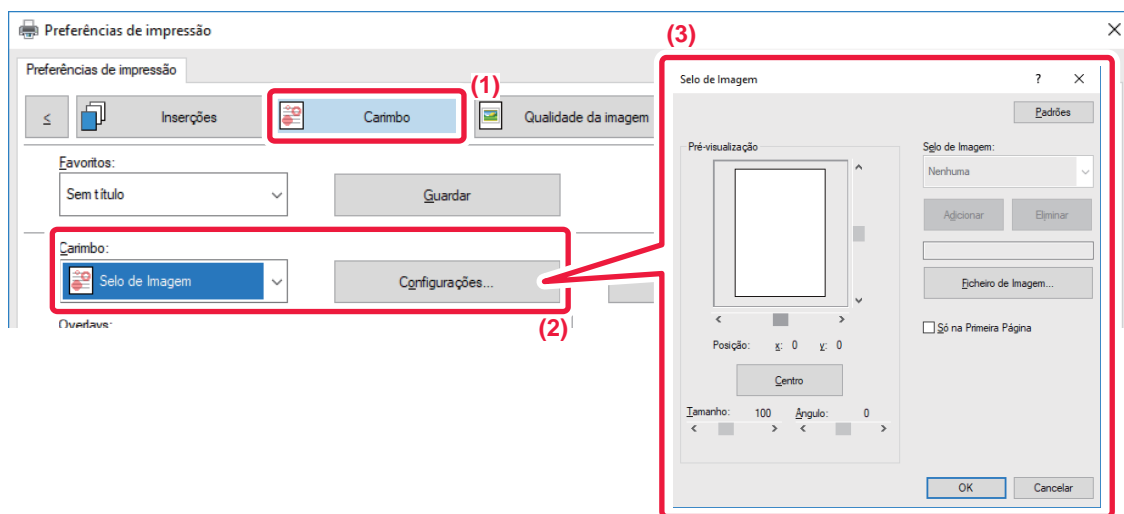 Preferências de impressão
(3)
Preferências de impressão
(1)
Inserções
Carimbo
Qualidade da imagem
Favoritos:
Sem título
Guardar
Carimbo:
Selo de Imagem
Configurações...
(2)
Overlays:
Selo de Imagem
?
Padrões
Pré-visualização
Selo de Imagem:
Nenhuma
Adicionar
Eliminar
Ficheiro de Imagem...
Só na Primeira Página
Posição: x: 0 y: 0
Centro
Tamanho: 100 Ângulo: 0
OK
Cancelar